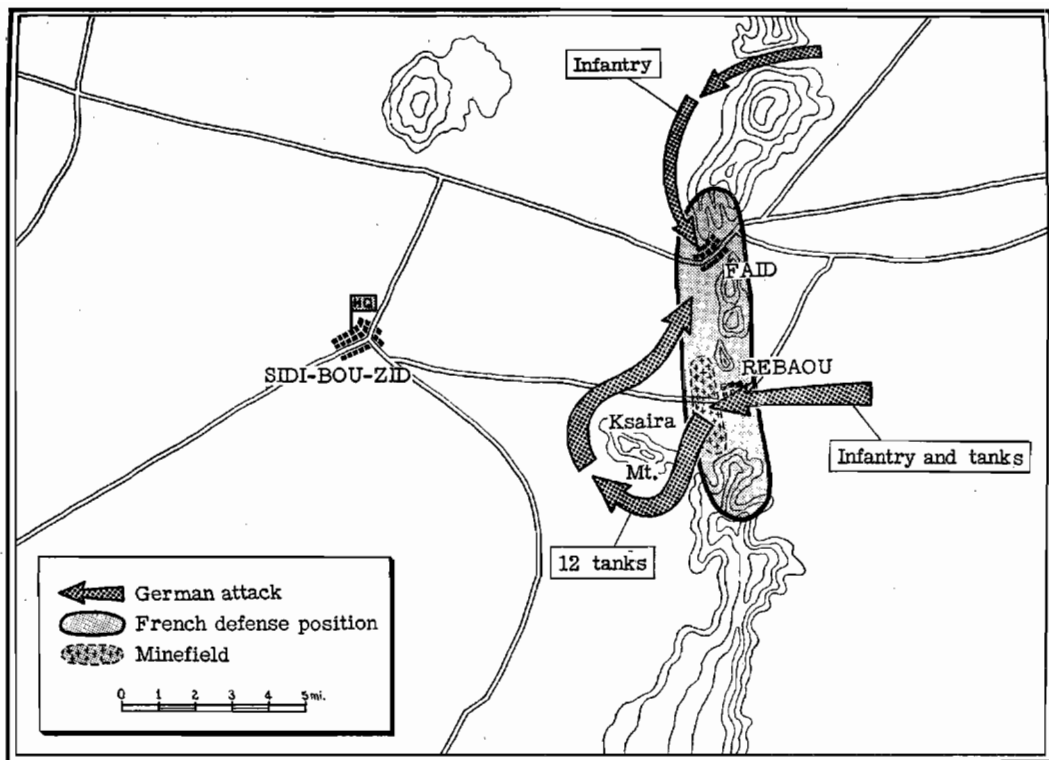 Infantry
FAID
HQ
SIDI-BOU-ZID
REBAOU
Ksaira
Mt.
Infantry and tanks
12 tanks
German attack
French defense position
Minefield
0 1 2 3 4 5 mi.